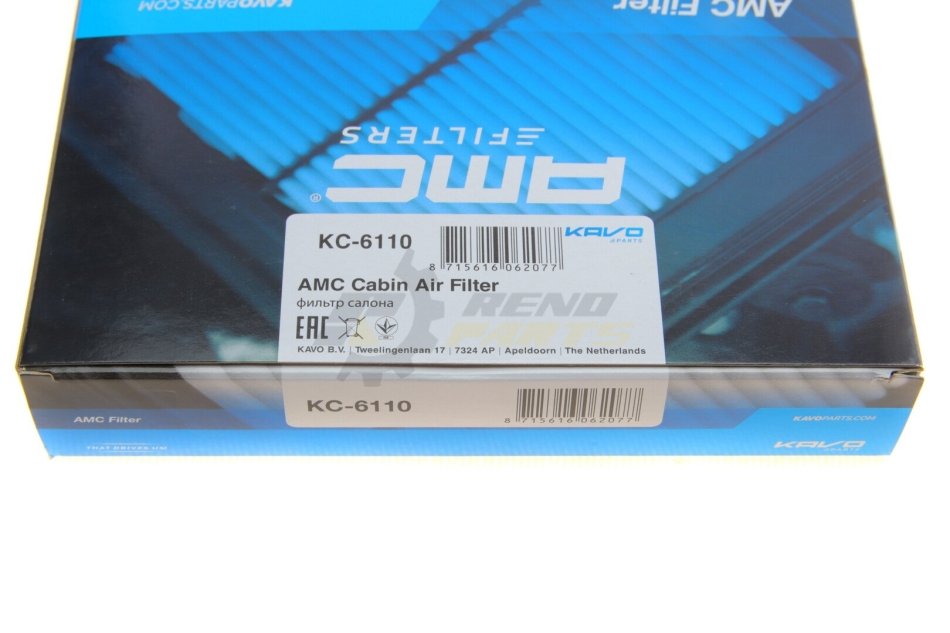 KAVOPARTS.COM
AMC Filter
FILTERS
AMC®
KC-6110
KAVO
PARTS
8 715616 062077
AMC Cabin Air Filter
фильтр салона
RENO
PARTS
EAC
KAVO B.V. | Tweelingenlaan 17 | 7324 AP | Apeldoorn | The Netherlands
KC-6110
8 715616 062077
AMC Filter
KAVOPARTS.COM
THAT DRIVES US!
KAVO
PARTS